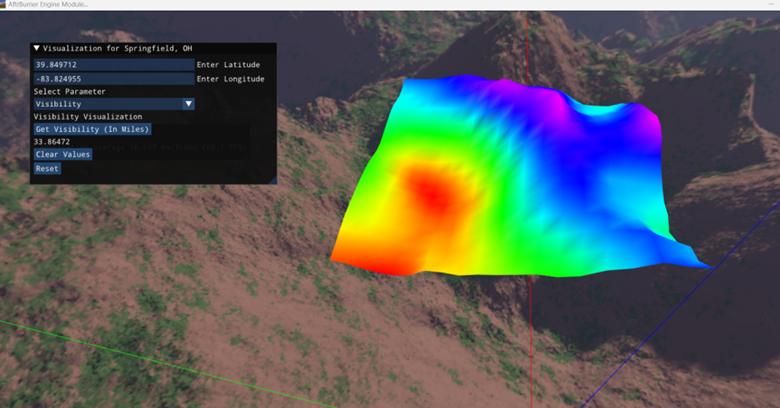 AftrBurner Engine Module...
Visualization for Springfield, OH
39.849712 Enter Latitude
-83.824955 Enter Longitude
Select Parameter
Visibility
Visibility Visualization
Get Visibility (In Miles)
33.86472
Clear Values
Reset